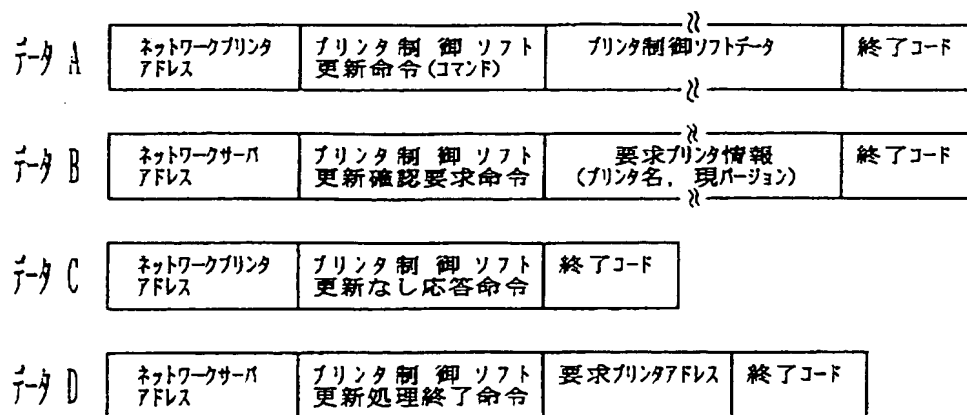 データ A
ネットワークプリンタ
アドレス
プリンタ制 御 ソフト
更新命令(コマンド)
プリンタ制御ソフトデータ
終了コード
データ B
ネットワークサーバ
アドレス
プリンタ制 御 ソフト
更新確認要求命令
要求プリンタ情報
(プリンタ名, 現バージョン)
終了コード
データ C
ネットワークプリンタ
アドレス
プリンタ制 御 ソフト
更新なし応答命令
終了コード
データ D
ネットワークサーバ
アドレス
プリンタ制 御 ソフト
更新処理終了命令
要求プリンタアドレス
終了コード